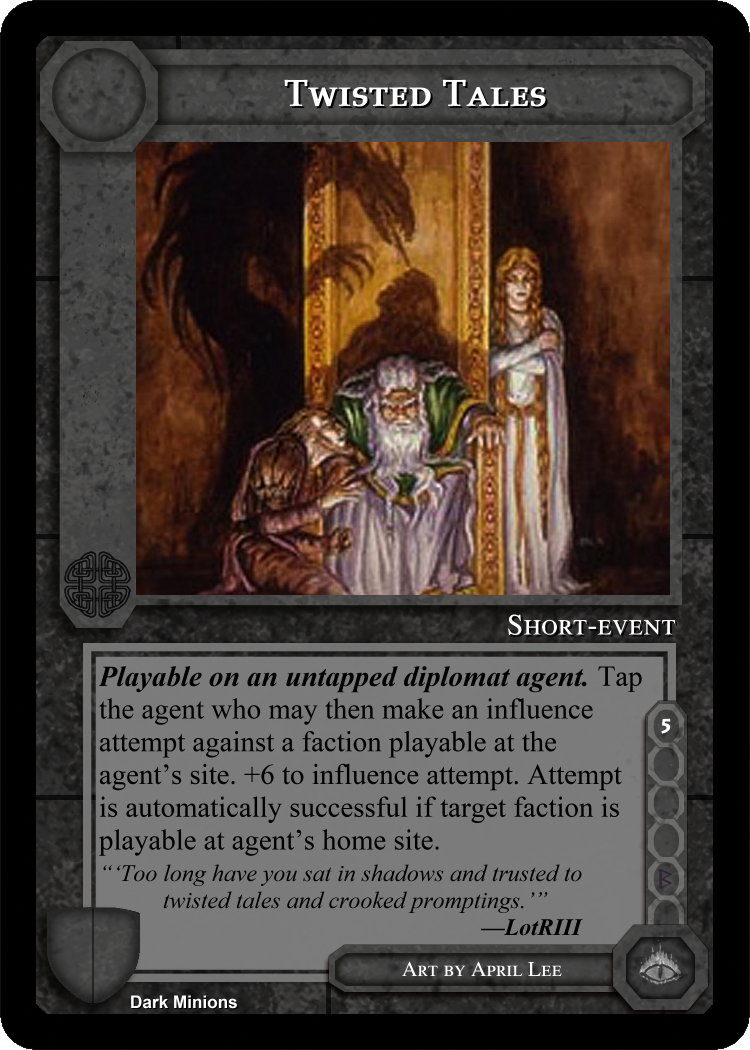 Twisted Tales
Short-event
Playable on an untapped diplomat agent. Tap
the agent who may then make an influence
attempt against a faction playable at the
agent's site. +6 to influence attempt. Attempt
is automatically successful if target faction is
playable at agent's home site.
5
"'Too long have you sat in shadows and trusted to
twisted tales and crooked promptings.'"
—LotRIII
Art by April Lee
Dark Minions